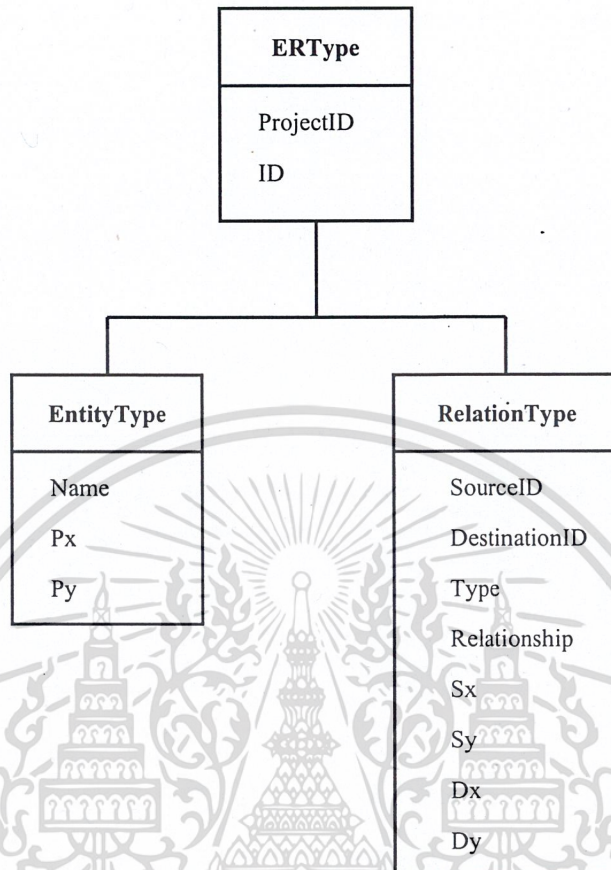 ERType
ProjectID
ID
EntityType
Name
Px
Py
RelationType
SourceID
DestinationID
Type
Relationship
Sx
Sy
Dx
Dy